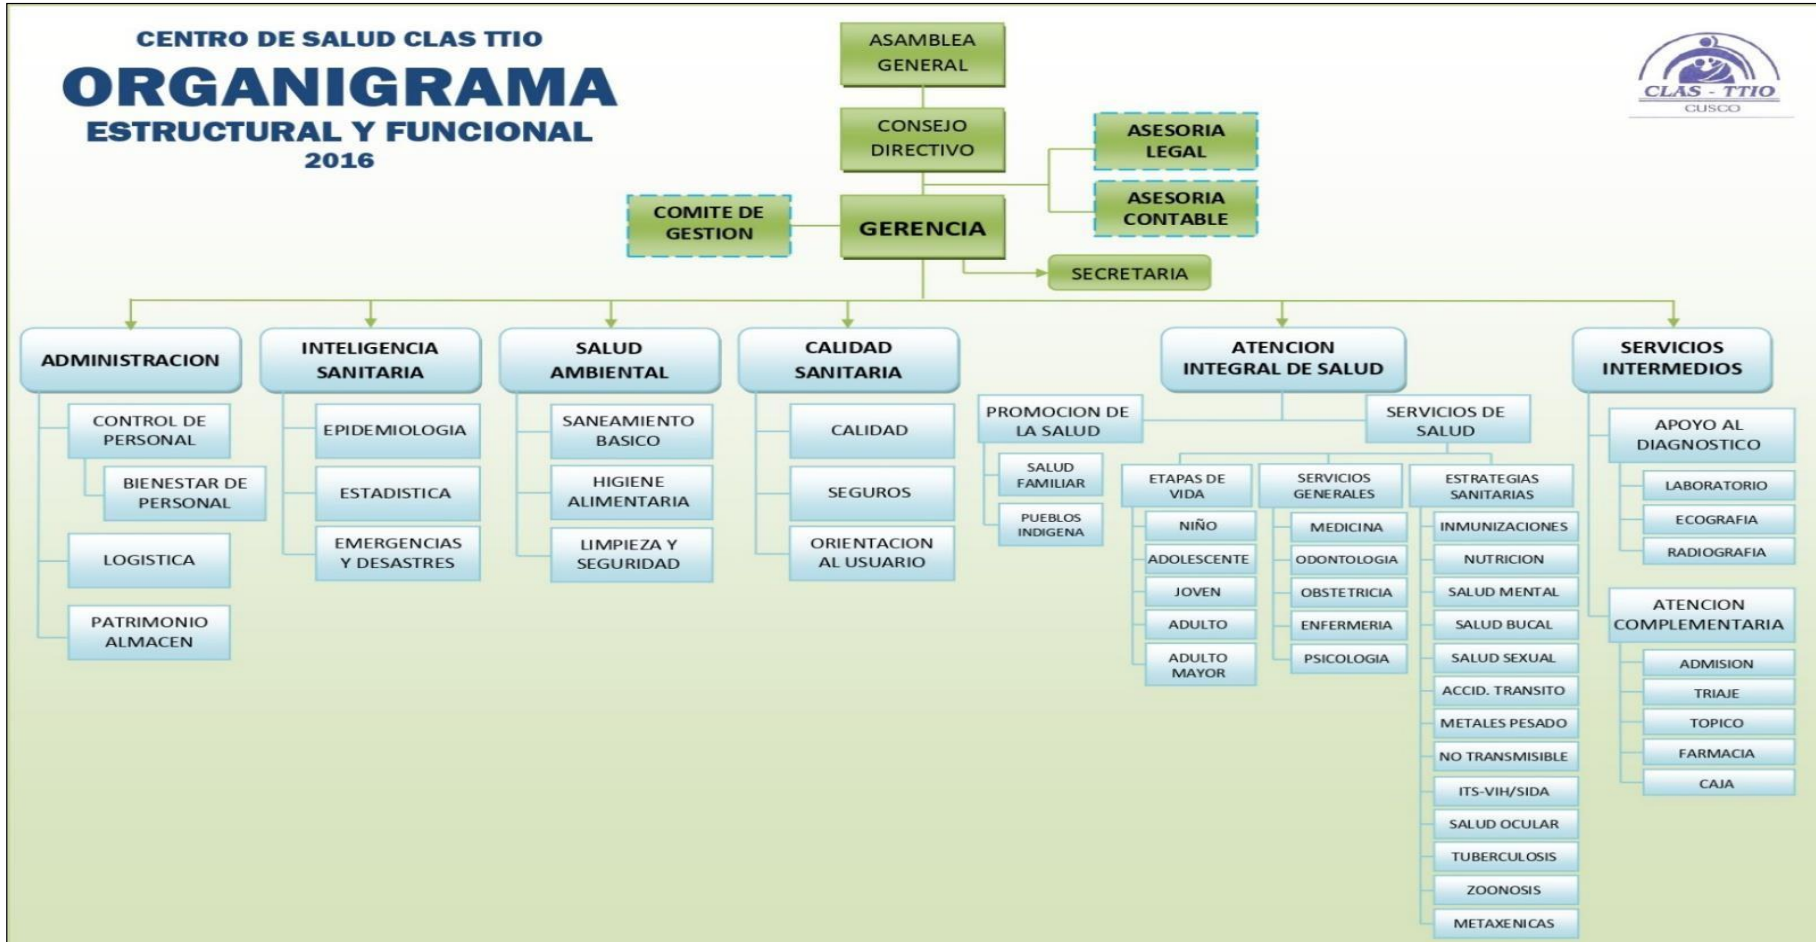 CENTRO DE SALUD CLAS TTIO
ORGANIGRAMA
ESTRUCTURAL Y FUNCIONAL
2016
ASAMBLEA
GENERAL
CLAS - TTIO
CUSCO
CONSEJO
DIRECTIVO
ASESORIA
LEGAL
ASESORIA
CONTABLE
COMITE DE
GESTION
GERENCIA
SECRETARIA
ADMINISTRACION
CONTROL DE
PERSONAL
BIENESTAR DE
PERSONAL
LOGISTICA
PATRIMONIO
ALMACEN
INTELIGENCIA
SANITARIA
EPIDEMIOLOGIA
ESTADISTICA
EMERGENCIAS
Y DESASTRES
SALUD
AMBIENTAL
SANEAMIENTO
BASICO
HIGIENE
ALIMENTARIA
LIMPIEZA Y
SEGURIDAD
CALIDAD
SANITARIA
CALIDAD
SEGUROS
ORIENTACION
AL USUARIO
ATENCION
INTEGRAL DE SALUD
PROMOCION DE
LA SALUD
SALUD
FAMILIAR
PUEBLOS
INDIGENA
SERVICIOS DE
SALUD
ETAPAS DE
VIDA
NIÑO
ADOLESCENTE
JOVEN
ADULTO
ADULTO
MAYOR
SERVICIOS
GENERALES
MEDICINA
ODONTOLOGIA
OBSTETRICIA
ENFERMERIA
PSICOLOGIA
ESTRATEGIAS
SANITARIAS
INMUNIZACIONES
NUTRICION
SALUD MENTAL
SALUD BUCAL
SALUD SEXUAL
ACCID. TRANSITO
METALES PESADO
NO TRANSMISIBLE
ITS-VIH/SIDA
SALUD OCULAR
TUBERCULOSIS
ZOONOSIS
METAXENICAS
SERVICIOS
INTERMEDIOS
APOYO AL
DIAGNOSTICO
LABORATORIO
ECOGRAFIA
RADIOGRAFIA
ATENCION
COMPLEMENTARIA
ADMISION
TRIAJE
TOPICO
FARMACIA
CAJA